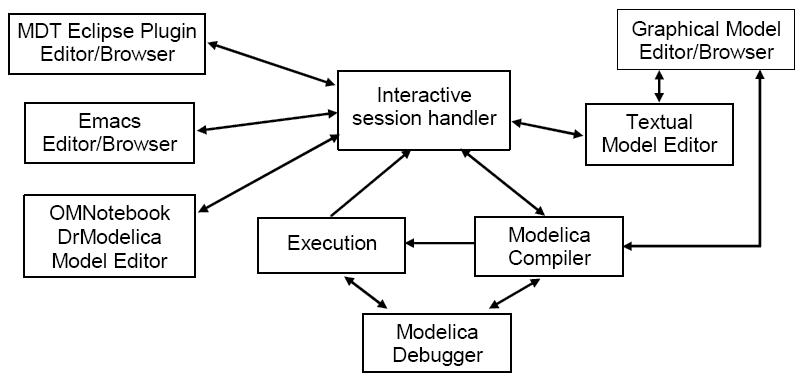 MDT Eclipse Plugin
Editor/Browser
Graphical Model
Editor/Browser
Interactive
session handler
Emacs
Editor/Browser
Textual
Model Editor
OMNotebook
DrModelica
Model Editor
Execution
Modelica
Compiler
Modelica
Debugger